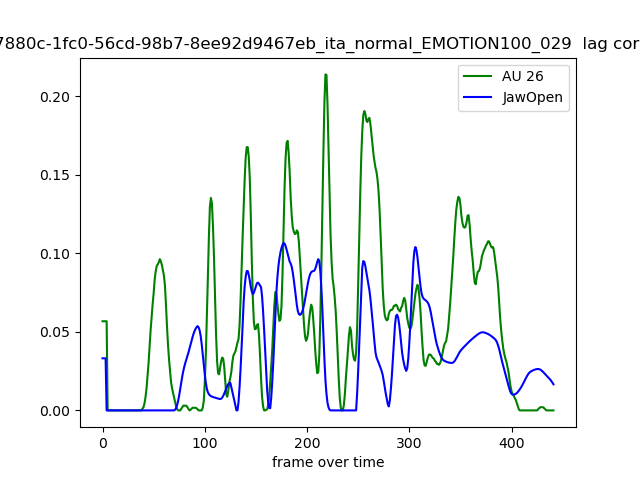 7880c-1fc0-56cd-98b7-8ee92d9467eb_ita_normal_EMOTION100_029 lag cor
AU 26
JawOpen
0.20
0.15
0.10
0.05
0.00
0 100 200 300 400
frame over time